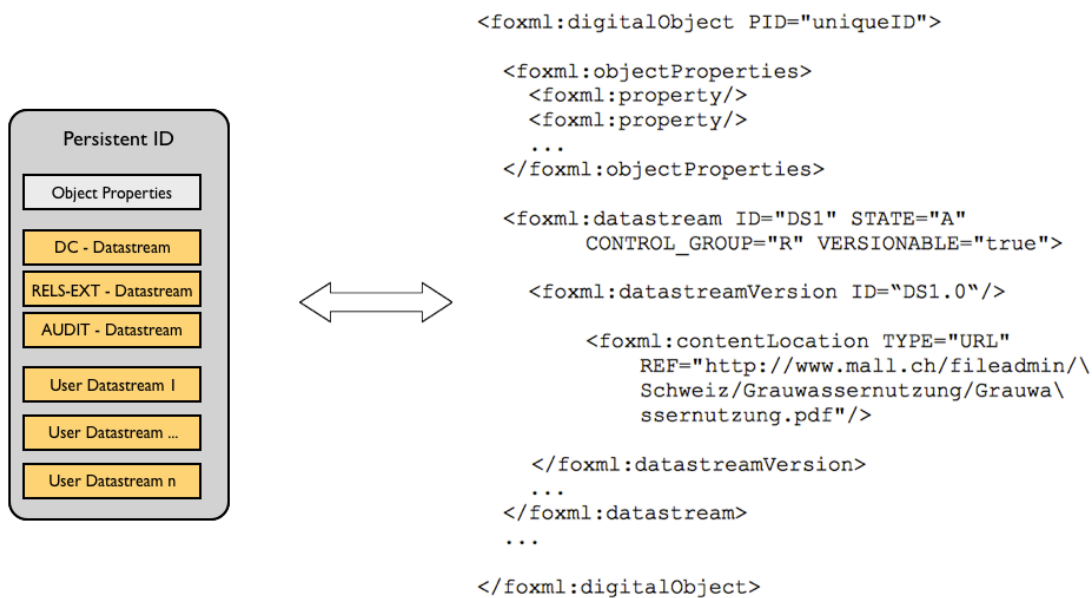 Persistent ID
Object Properties
DC - Datastream
RELS-EXT - Datastream
AUDIT - Datastream
User Datastream 1
User Datastream ...
User Datastream n
<foxml:digitalObject PID="uniqueID">
<foxml:objectProperties>
<foxml:property/>
<foxml:property/>
...
</foxml:objectProperties>
<foxml:datastream ID="DS1" STATE="A"
CONTROL_GROUP="R" VERSIONABLE="true">
<foxml:datastreamVersion ID=“DS1.0“/>
<foxml:contentLocation TYPE="URL"
REF="http://www.mall.ch/fileadmin/\
Schweiz/Grauwassernutzung/Grauwa\
ssernutzung.pdf"/>
</foxml:datastreamVersion>
...
</foxml:datastream>
...
</foxml:digitalObject>